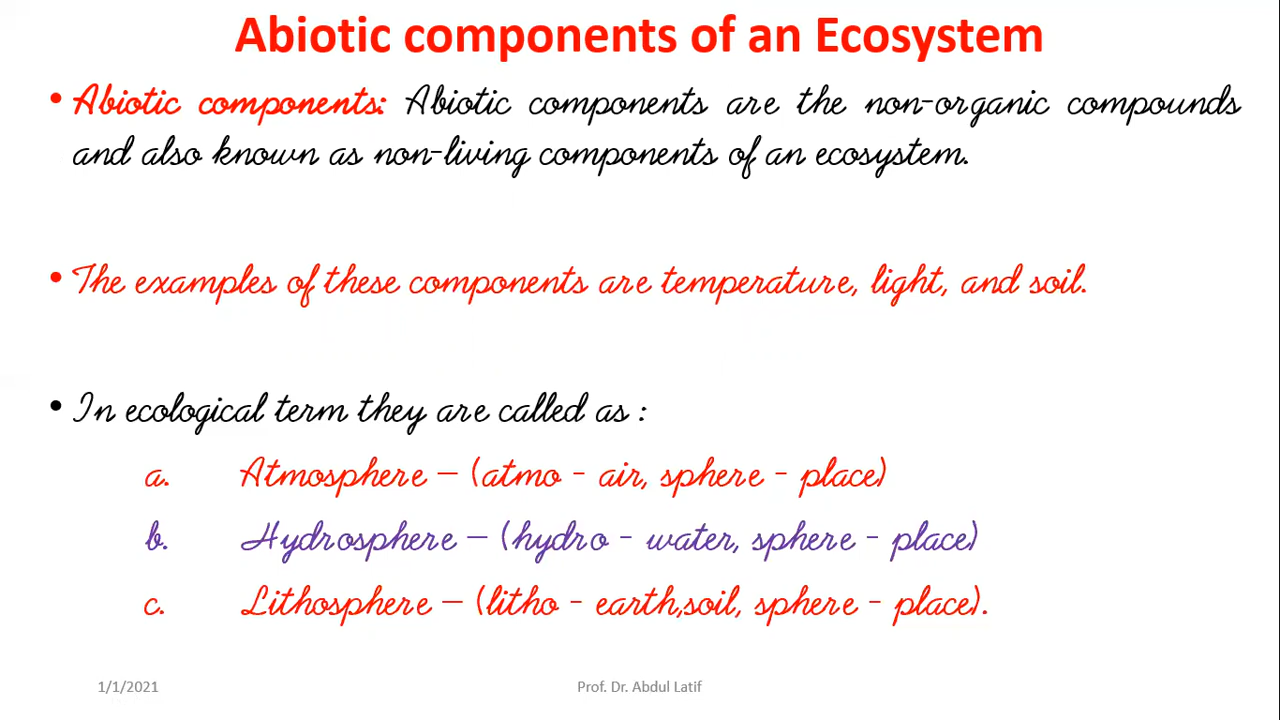 Abiotic components of an Ecosystem
• Abiotic components: Abiotic components are the non-organic compounds
and also known as non-living components of an ecosystem.
• The examples of these components are temperature, light, and soil.
• In ecological term they are called as :
a. Atmosphere – (atmo - air, sphere - place)
b. Hydrosphere – (hydro - water, sphere - place)
c. Lithosphere – (litho - earth,soil, sphere - place).
1/1/2021 Prof. Dr. Abdul Latif